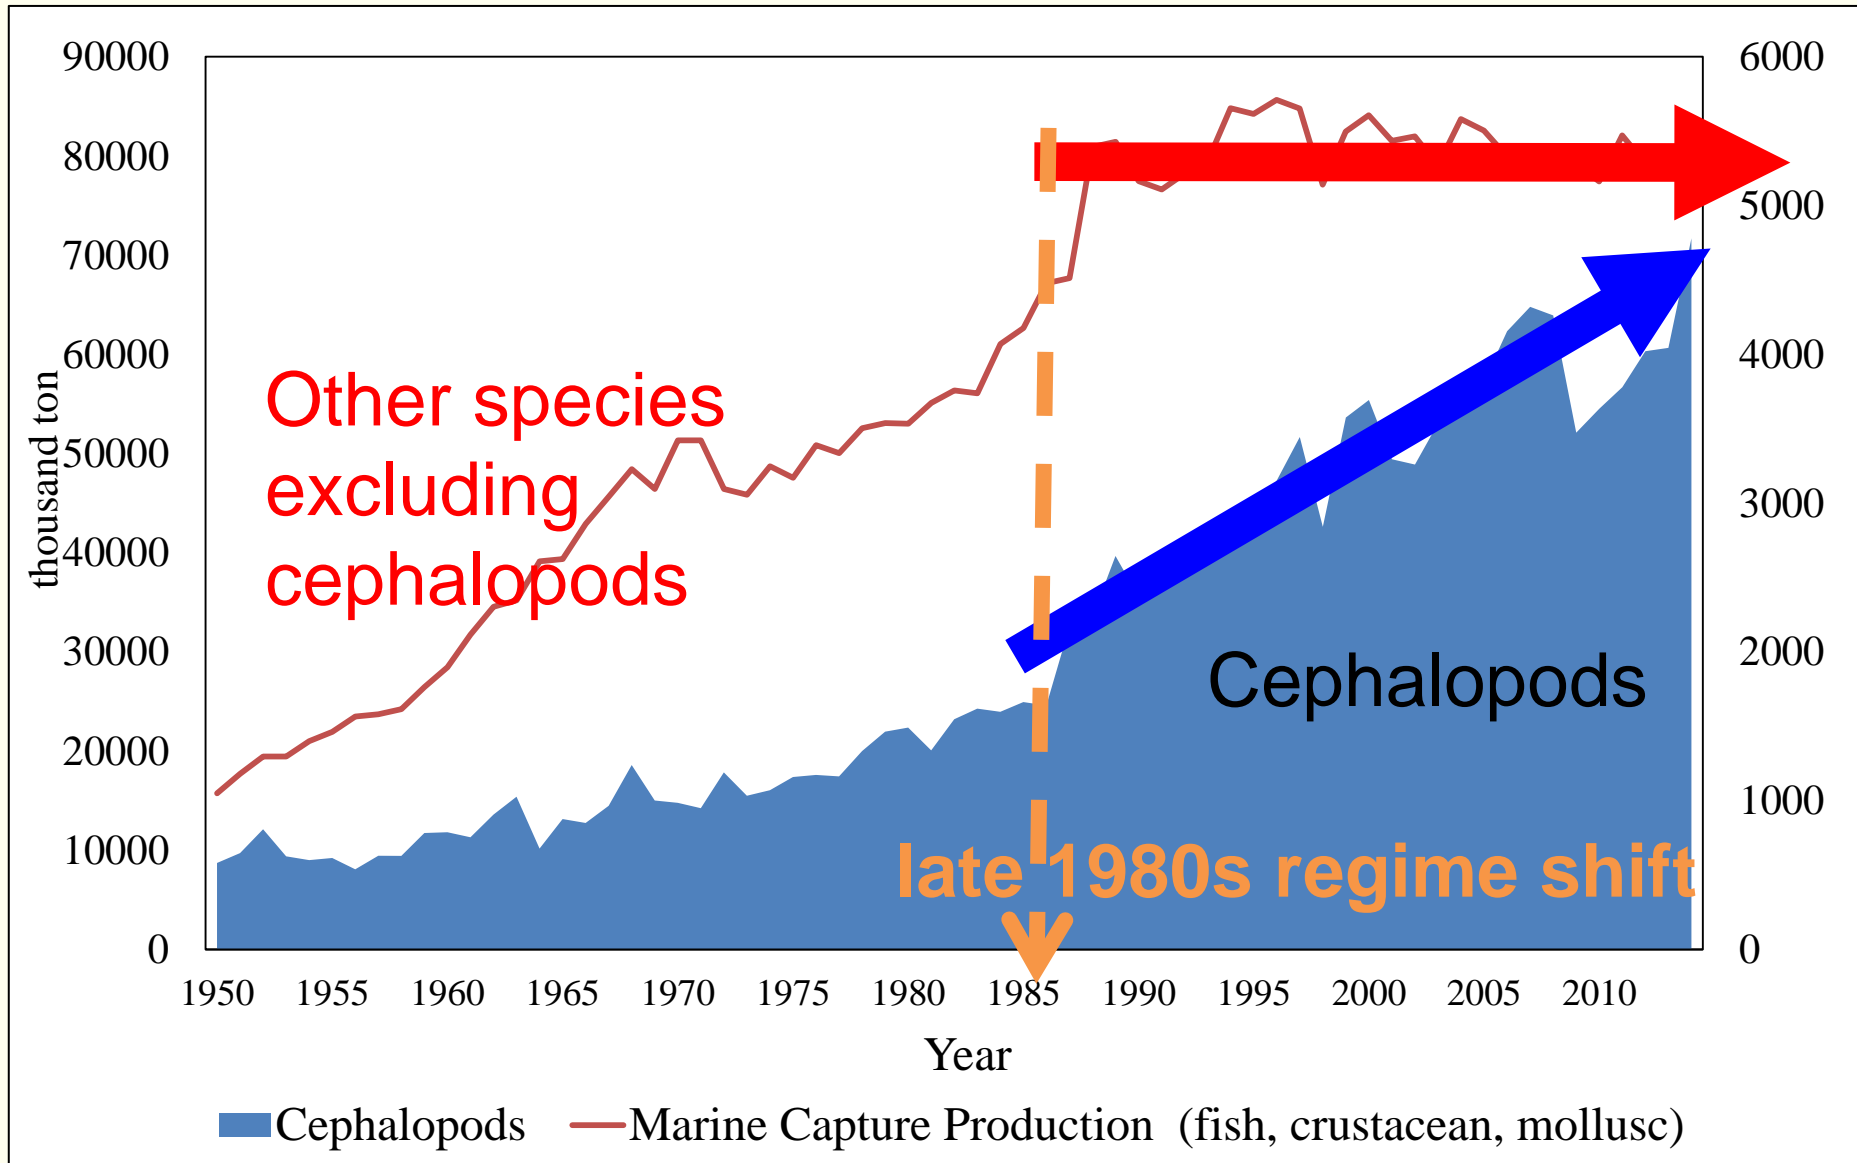 90000
80000
70000
60000
50000
40000
30000
20000
10000
0
thousand ton
6000
5000
4000
3000
2000
1000
0
Other species
excluding
cephalopods
Cephalopods
late 1980s regime shift
1950 1955 1960 1965 1970 1975 1980 1985 1990 1995 2000 2005 2010
Year
Cephalopods Marine Capture Production (fish, crustacean, mollusc)